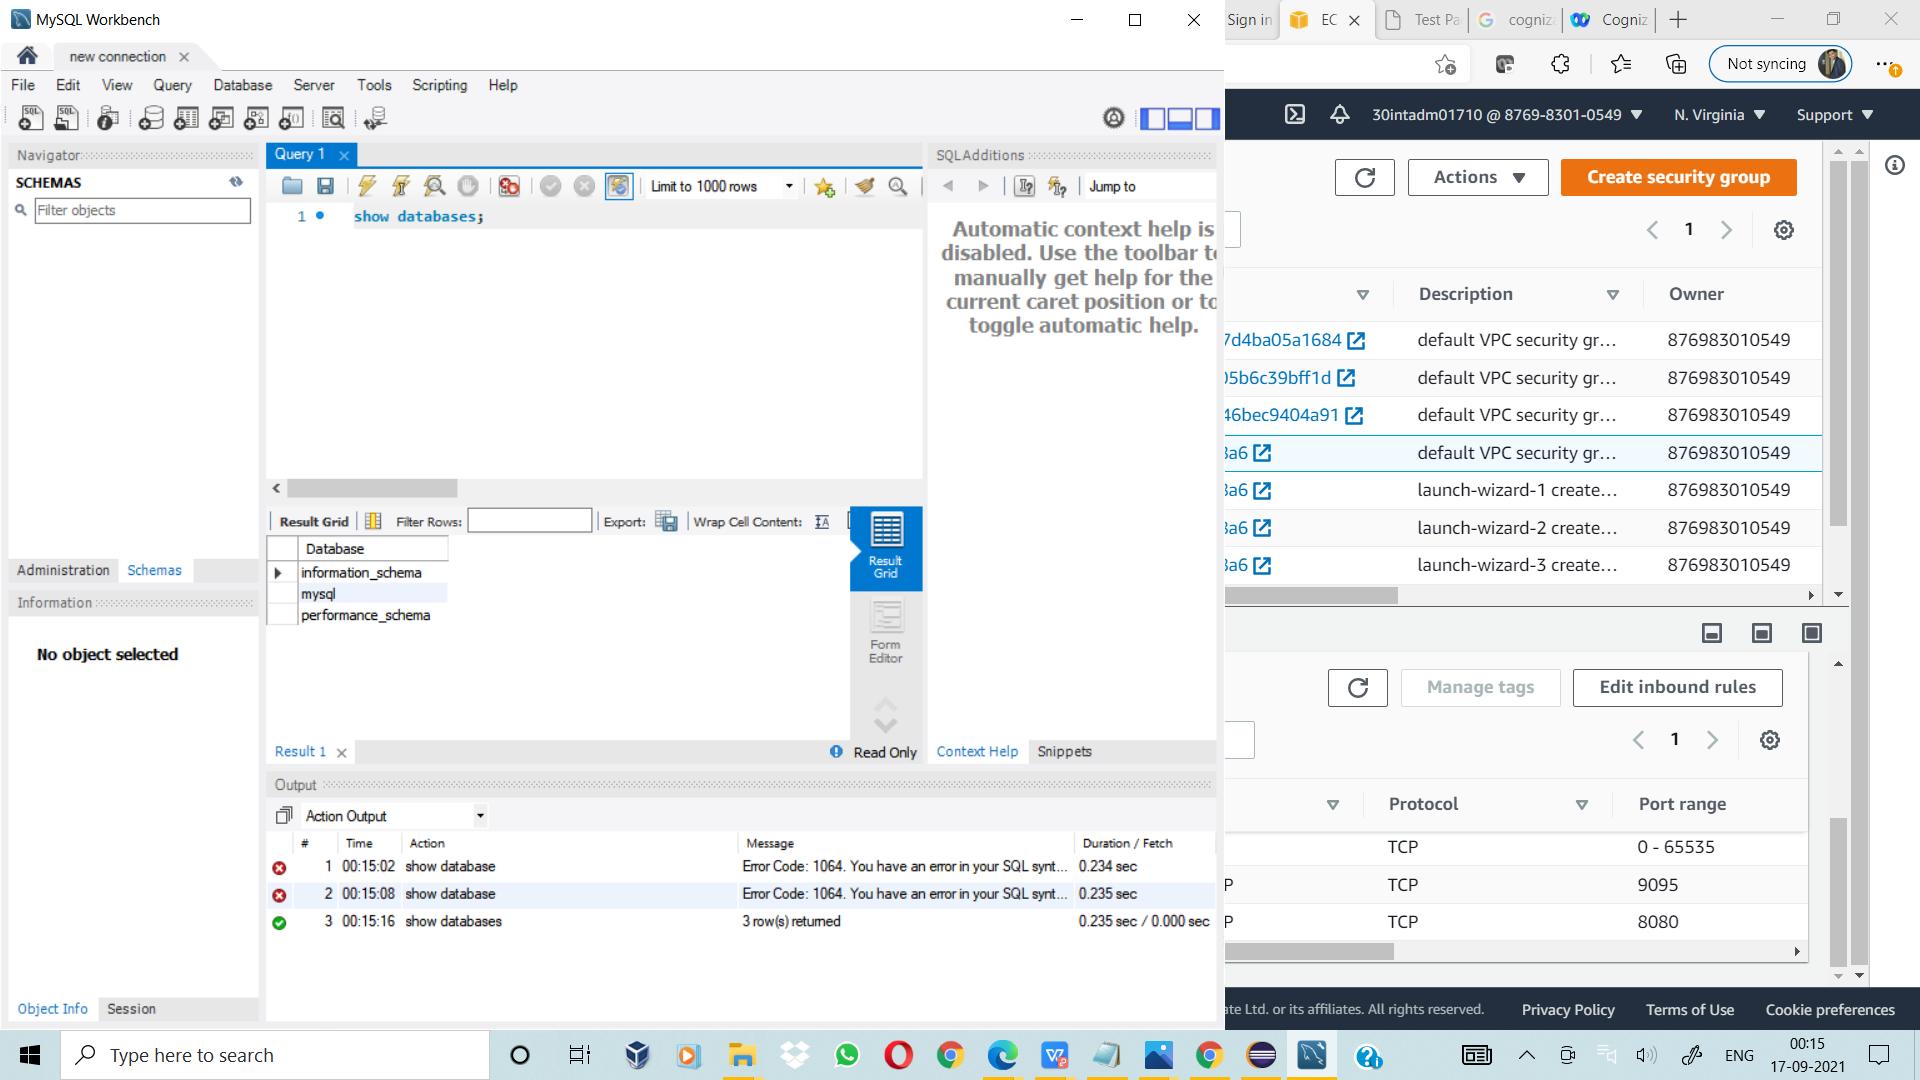 MySQL Workbench
new connection
File Edit View Query Database Server Tools Scripting Help
Navigator
SCHEMAS
Filter objects
Administration Schemas
Information
No object selected
Object Info Session
Query 1
Limit to 1000 rows
1 show databases;
Result Grid Filter Rows: Export: Wrap Cell Content:
Database
information_schema
mysql
performance_schema
Result
Grid
Form
Editor
Result 1 Read Only
SQLAdditions
Jump to
Automatic context help is
disabled. Use the toolbar to
manually get help for the
current caret position or to
toggle automatic help.
Context Help Snippets
Output
Action Output
# Time Action Message Duration / Fetch
1 00:15:02 show database Error Code: 1064. You have an error in your SQL synt... 0.234 sec
2 00:15:08 show database Error Code: 1064. You have an error in your SQL synt... 0.235 sec
3 00:15:16 show databases 3 row(s) returned 0.235 sec / 0.000 sec
Sign in EC Test Pa cogniz Cogniz
Not syncing
30intadm01710 @ 8769-8301-0549 N. Virginia Support
Actions Create security group
1
Description Owner
7d4ba05a1684 default VPC security gr... 876983010549
05b6c39bff1d default VPC security gr... 876983010549
46bec9404a91 default VPC security gr... 876983010549
3a6 default VPC security gr... 876983010549
3a6 launch-wizard-1 create... 876983010549
3a6 launch-wizard-2 create... 876983010549
3a6 launch-wizard-3 create... 876983010549
Manage tags Edit inbound rules
1
Protocol Port range
TCP 0 - 65535
P TCP 9095
P TCP 8080
ate Ltd. or its affiliates. All rights reserved. Privacy Policy Terms of Use Cookie preferences
Type here to search
ENG
00:15
17-09-2021